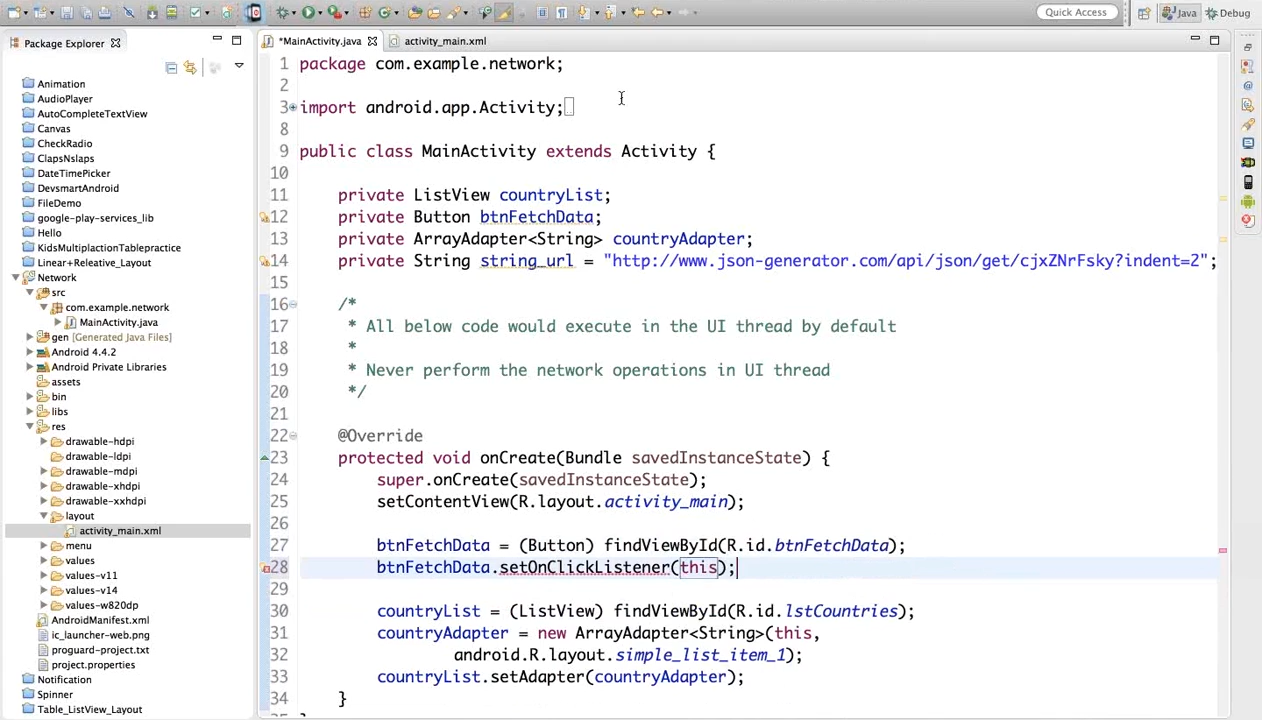 Quick Access
Java
Debug
Package Explorer
*MainActivity.java
activity_main.xml
Animation
AudioPlayer
AutoCompleteTextView
Canvas
CheckRadio
ClapsNslaps
DateTimePicker
DevsmartAndroid
FileDemo
google-play-services_lib
Hello
KidsMultiplactionTablepractice
Linear+Releative_Layout
Network
src
com.example.network
MainActivity.java
gen [Generated Java Files]
Android 4.4.2
Android Private Libraries
assets
bin
libs
res
drawable-hdpi
drawable-ldpi
drawable-mdpi
drawable-xhdpi
drawable-xxhdpi
layout
activity_main.xml
menu
values
values-v11
values-v14
values-w820dp
AndroidManifest.xml
ic_launcher-web.png
proguard-project.txt
project.properties
Notification
Spinner
Table_ListView_Layout
1 package com.example.network;
2
3 import android.app.Activity;
8
9 public class MainActivity extends Activity {
10
11 private ListView countryList;
12 private Button btnFetchData;
13 private ArrayAdapter<String> countryAdapter;
14 private String string_url = "http://www.json-generator.com/api/json/get/cjxZNrFsky?indent=2";
15
16 /*
17 * All below code would execute in the UI thread by default
18 *
19 * Never perform the network operations in UI thread
20 */
21
22 @Override
23 protected void onCreate(Bundle savedInstanceState) {
24 super.onCreate(savedInstanceState);
25 setContentView(R.layout.activity_main);
26
27 btnFetchData = (Button) findViewById(R.id.btnFetchData);
28 btnFetchData.setOnClickListener(this);
29
30 countryList = (ListView) findViewById(R.id.lstCountries);
31 countryAdapter = new ArrayAdapter<String>(this,
32 android.R.layout.simple_list_item_1);
33 countryList.setAdapter(countryAdapter);
34 }